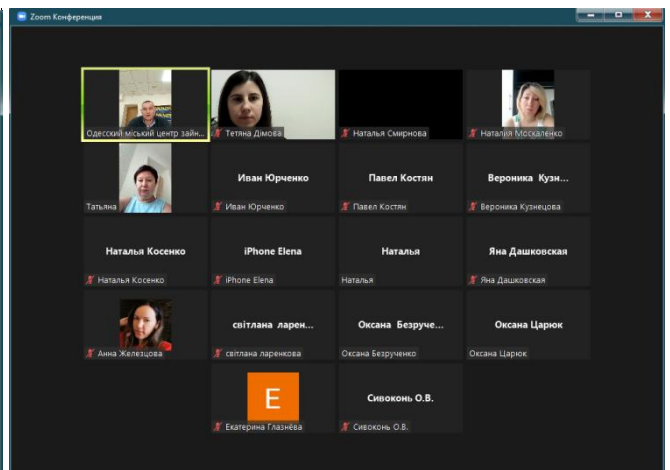 Zoom Конференция
Одесский міський центр зайн...
Тетяна Дімова
Наталья Смирнова
Наталия Москаленко
Татьяна
Иван Юрченко
Иван Юрченко
Павел Костян
Павел Костян
Вероника Кузн...
Вероника Кузнецова
Наталья Косенко
Наталья Косенко
iPhone Elena
iPhone Elena
Наталья
Наталья
Яна Дашковская
Яна Дашковская
Анна Железцова
світлана ларен...
світлана ларенкова
Оксана Безруче...
Оксана Безрученко
Оксана Царюк
Оксана Царюк
E
Екатерина Глазнёва
Сивоконь О.В.
Сивоконь О.В.